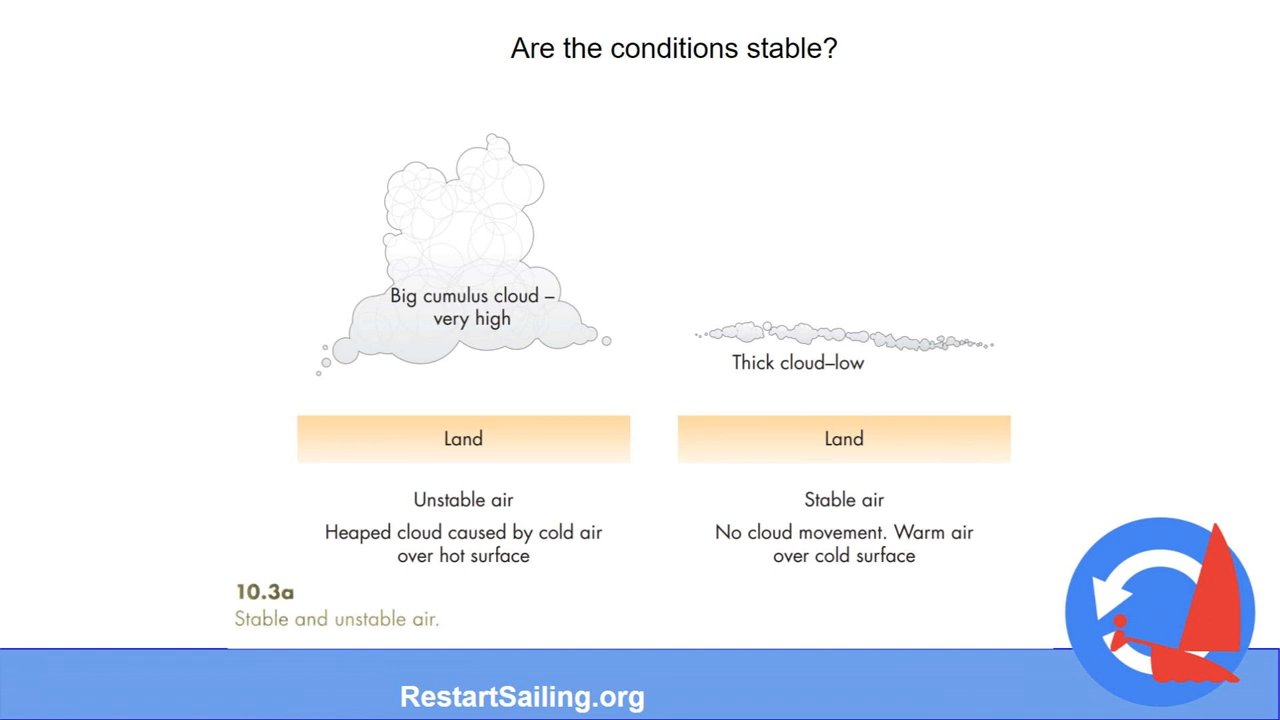 Are the conditions stable?
Big cumulus cloud –
very high
Thick cloud–low
Land
Land
Unstable air
Heaped cloud caused by cold air
over hot surface
Stable air
No cloud movement. Warm air
over cold surface
10.3a
Stable and unstable air.
RestartSailing.org